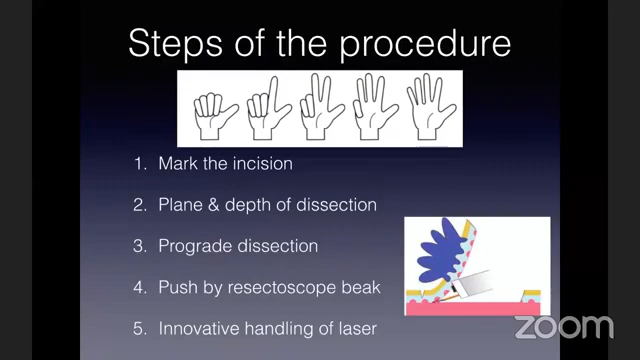 Steps of the procedure
1. Mark the incision
2. Plane & depth of dissection
3. Prograde dissection
4. Push by resectoscope beak
5. Innovative handling of laser
zoom